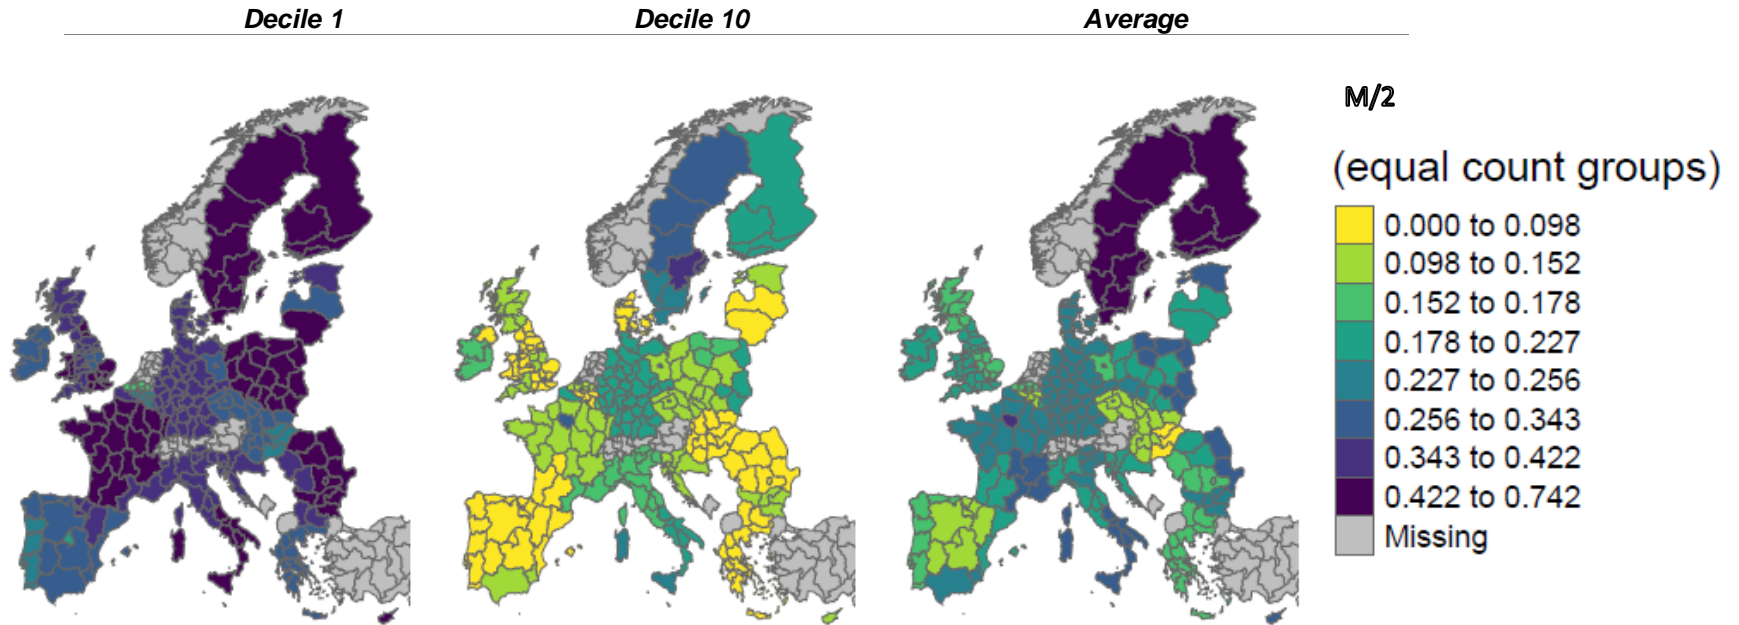 Decile 1 Decile 10 Average
M/2
(equal count groups)
0.000 to 0.098
0.098 to 0.152
0.152 to 0.178
0.178 to 0.227
0.227 to 0.256
0.256 to 0.343
0.343 to 0.422
0.422 to 0.742
Missing